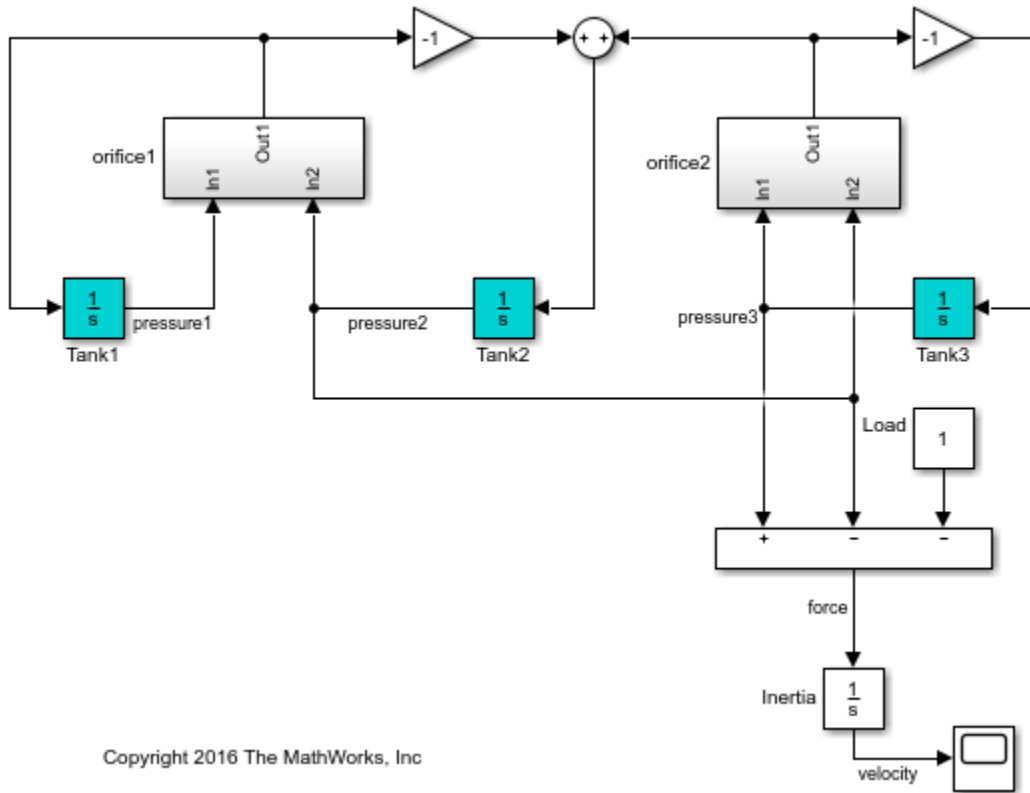 -1
+ +
-1
Out1
Out1
orifice1
orifice2
In1
In2
In1
In2
1
s
1
s
1
s
pressure1
pressure2
pressure3
Tank1
Tank2
Tank3
Load
1
+
−
−
force
Inertia
1
s
Copyright 2016 The MathWorks, Inc
velocity